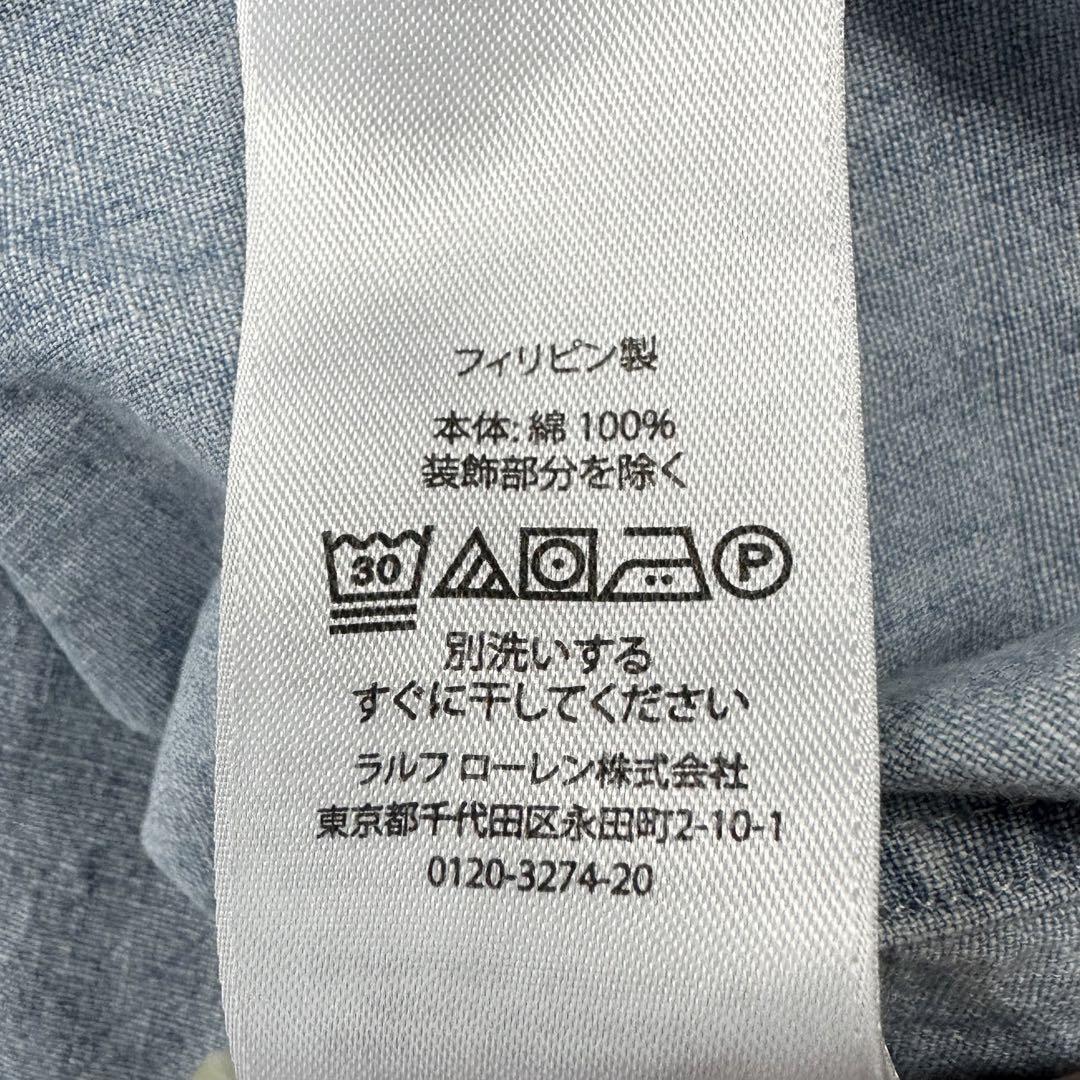 フィリピン製
本体: 綿 100%
装飾部分を除く
30 P
別洗いする
すぐに干してください
ラルフ ローレン株式会社
東京都千代田区永田町2-10-1
0120-3274-20